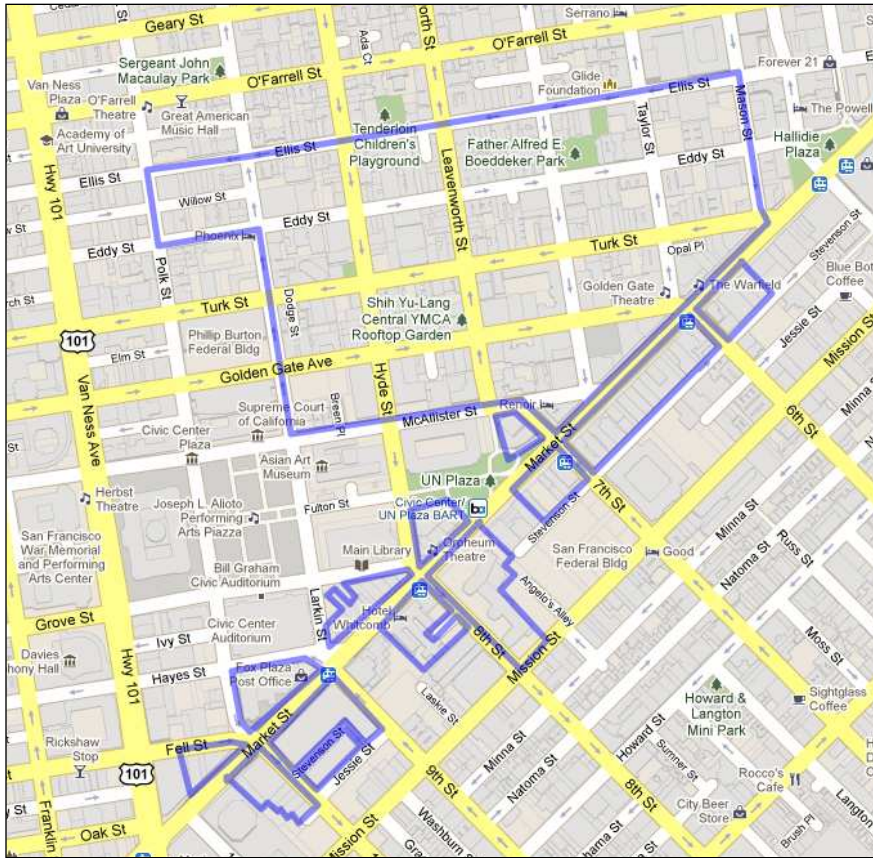 Geary St
Serrano
Ada Ct
Leavenworth St
O'Farrell St
Sergeant John
Macaulay Park
O'Farrell St
Forever 21
Van Ness
Plaza
O'Farrell
Theatre
Great American
Music Hall
Glide
Foundation
Ellis St
The Powell
Academy of
Art University
Tenderloin
Children's
Playground
Taylor St
Mason St
Hallidie
Plaza
Ellis St
Father Alfred E.
Boeddeker Park
Eddy St
Hwy 101
Ellis St
Willow St
Leavenworth St
Eddy St
Phoenix
Eddy St
Polk St
Turk St
Opal Pl
Stevenson St
Blue Bot
Coffee
Turk St
Dodge St
Golden Gate
Theatre
The Warfield
Shih Yu-Lang
Central YMCA
Rooftop Garden
Jessie St
Mission St
101
Elm St
Phillip Burton
Federal Bldg
Golden Gate Ave
Hyde St
Van Ness Ave
Breen Pl
McAllister St
Renoir
6th St
Minna
Civic Center
Plaza
Supreme Court
of California
Market St
Asian Art
Museum
UN Plaza
7th St
Herbst
Theatre
Joseph L. Alioto
Performing
Arts Piazza
Fulton St
Civic Center/
UN Plaza BART
Stevenson St
Minna St
Natoma St
Russ St
San Francisco
War Memorial
and Performing
Arts Center
Main Library
Orpheum
Theatre
San Francisco
Federal Bldg
Good
Bill Graham
Civic Auditorium
Larkin St
Angelo's Alley
Grove St
Ivy St
Civic Center
Auditorium
Hotel
Whitcomb
8th St
Mission St
Moss St
Davies
phony Hall
Hayes St
Hwy 101
Fox Plaza
Post Office
Laskie St
Howard &
Langton
Mini Park
Sightglass
Coffee
Market St
Fell St
Stevenson St
Jessie St
Minna St
Howard St
Rickshaw
Stop
101
Natoma St
Sumner St
Rocco's
Cafe
Franklin
9th St
8th St
City Beer
Store
Langton
Oak St
Mission St
Washburn St
Brush Pl